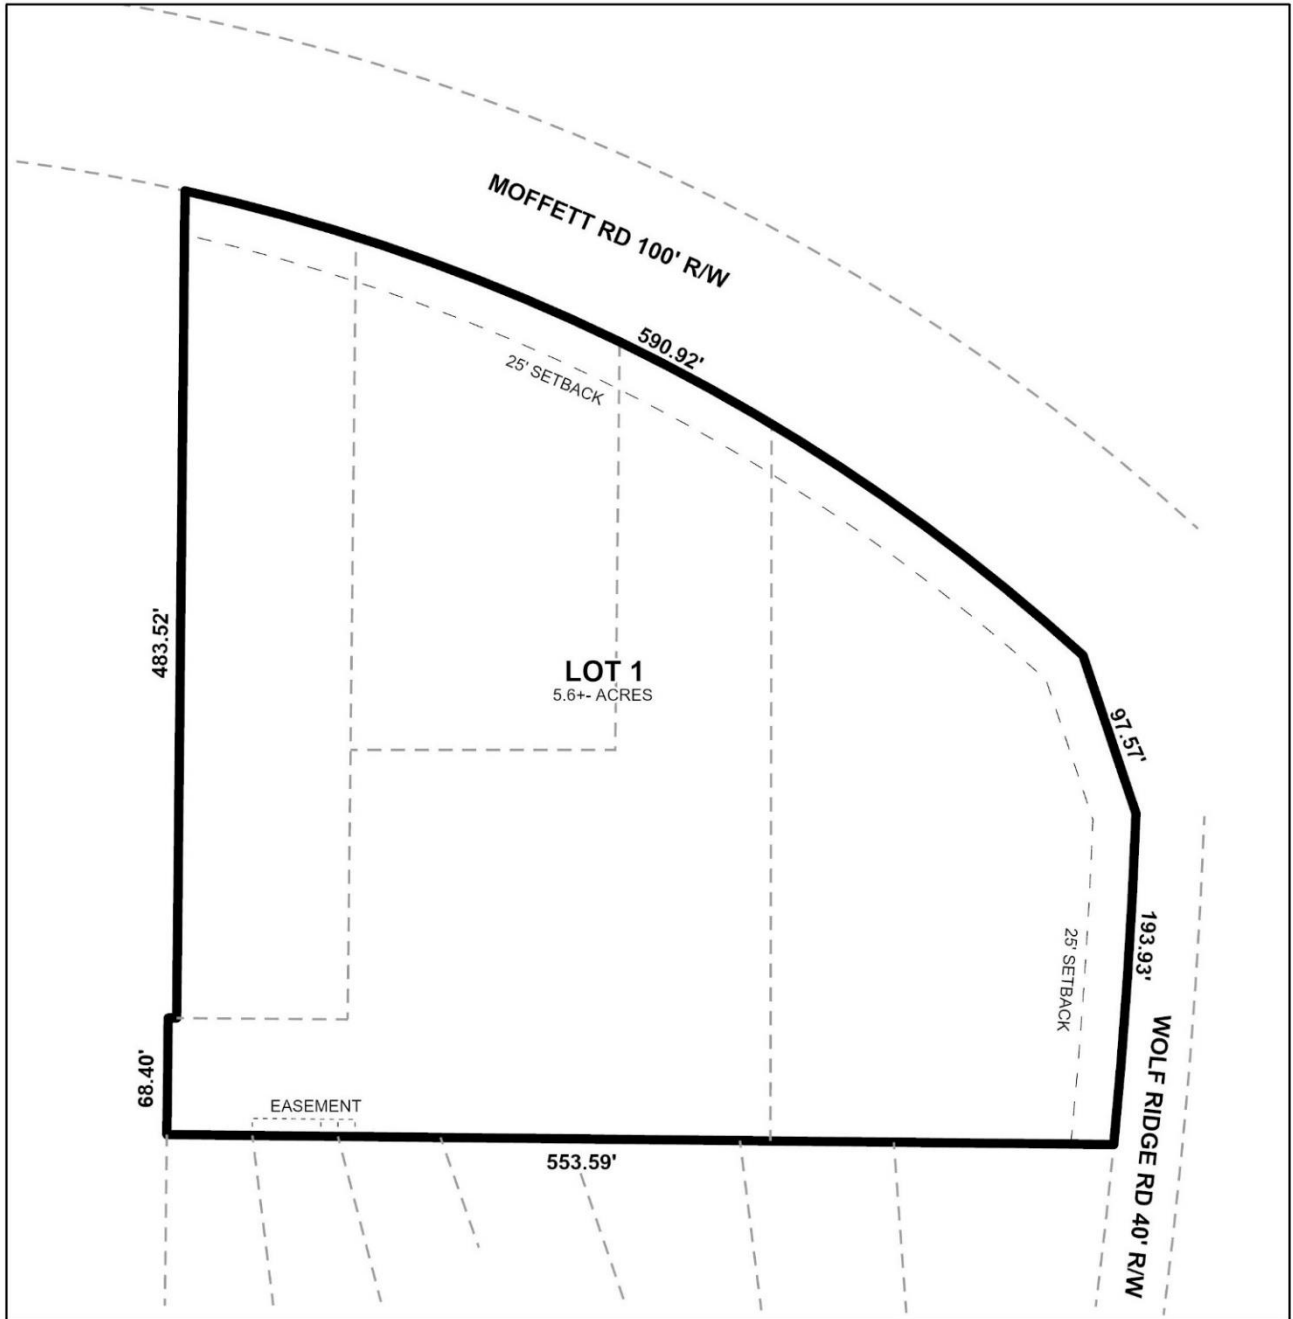 MOFFETT RD 100' R/W
590.92'
25' SETBACK
483.52'
LOT 1
5.6+- ACRES
97.57'
193.93'
25' SETBACK
WOLF RIDGE RD 40' R/W
68.40'
EASEMENT
553.59'